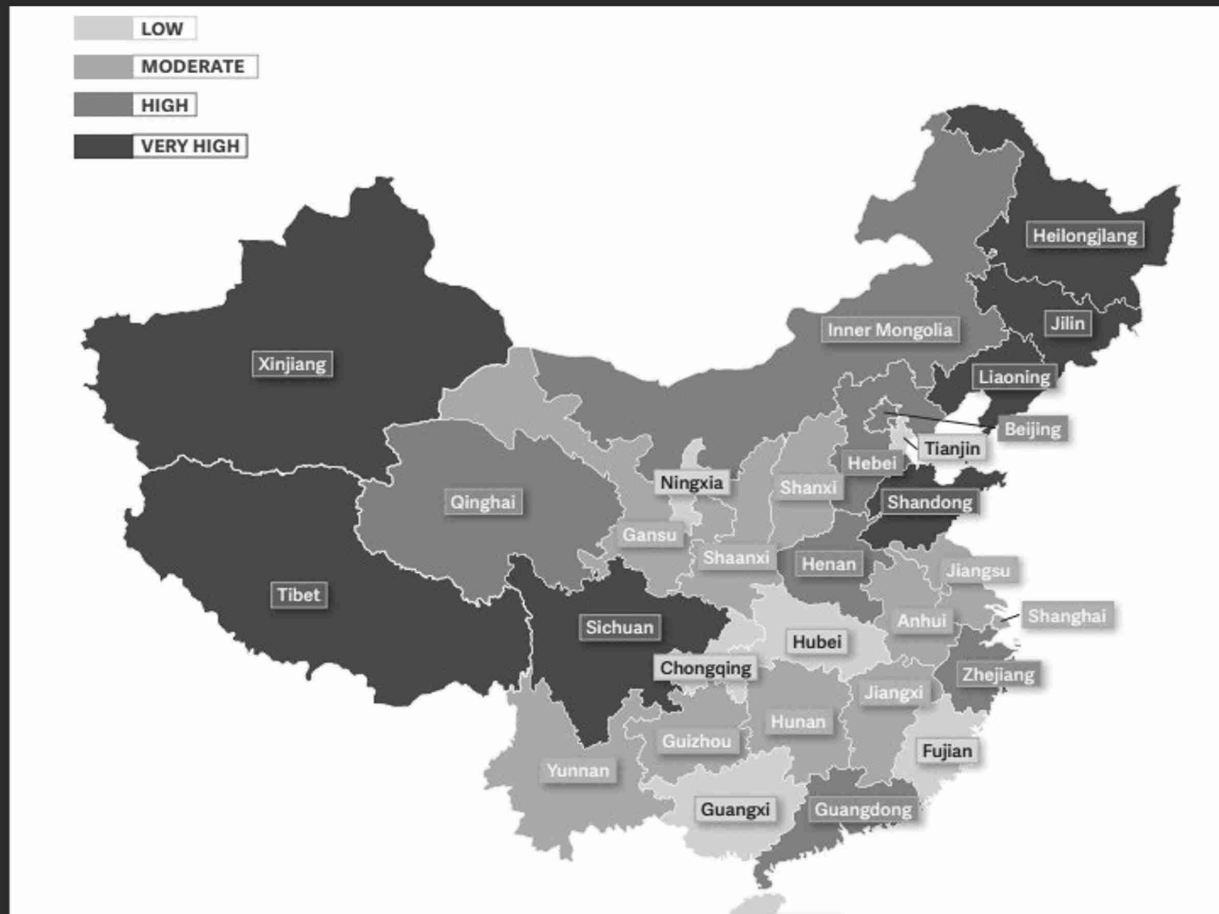 LOW
MODERATE
HIGH
VERY HIGH
Heilongjlang
Jilin
Inner Mongolia
Xinjiang
Liaoning
Beijing
Tianjin
Hebei
Ningxia
Shanxi
Qinghai
Shandong
Gansu
Shaanxi
Henan
Jiangsu
Tibet
Shanghai
Anhui
Sichuan
Hubei
Chongqing
Zhejiang
Jiangxi
Hunan
Guizhou
Fujian
Yunnan
Guangxi
Guangdong